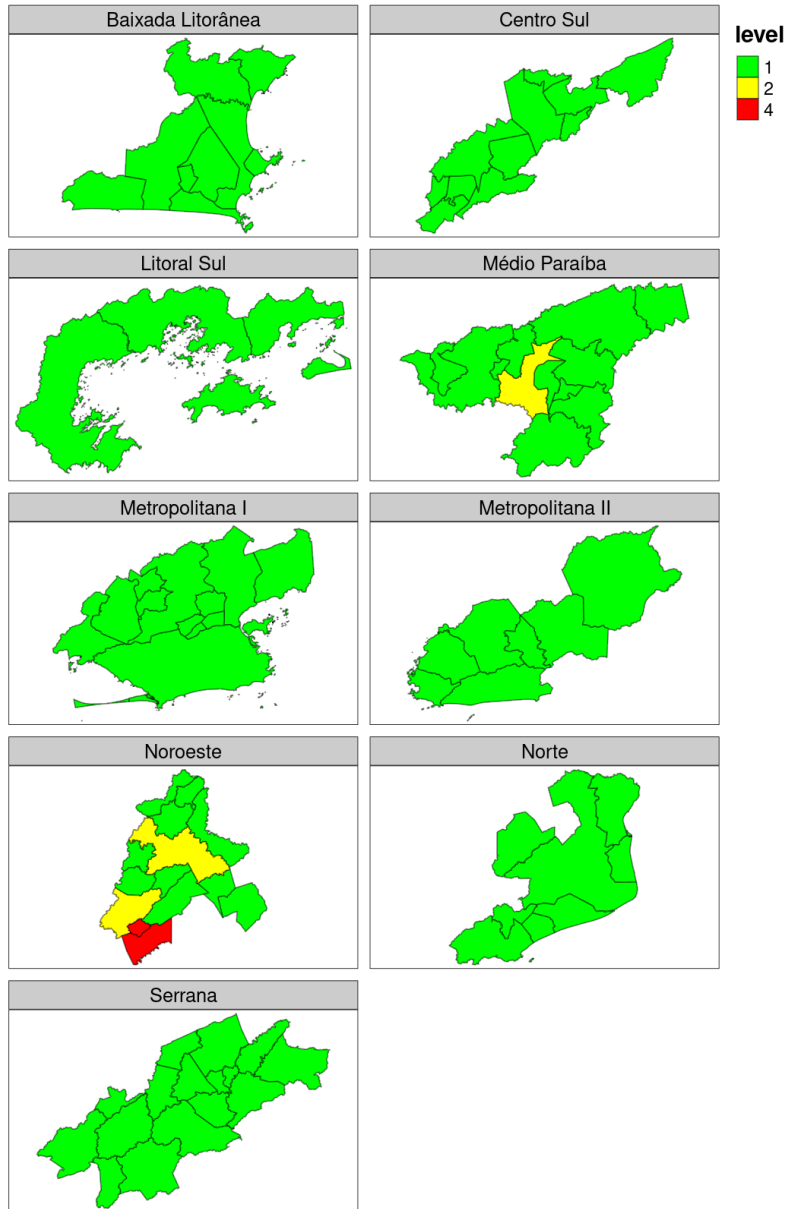 Baixada Litorânea
Centro Sul
level
1
2
4
Litoral Sul
Médio Paraíba
Metropolitana I
Metropolitana II
Noroeste
Norte
Serrana